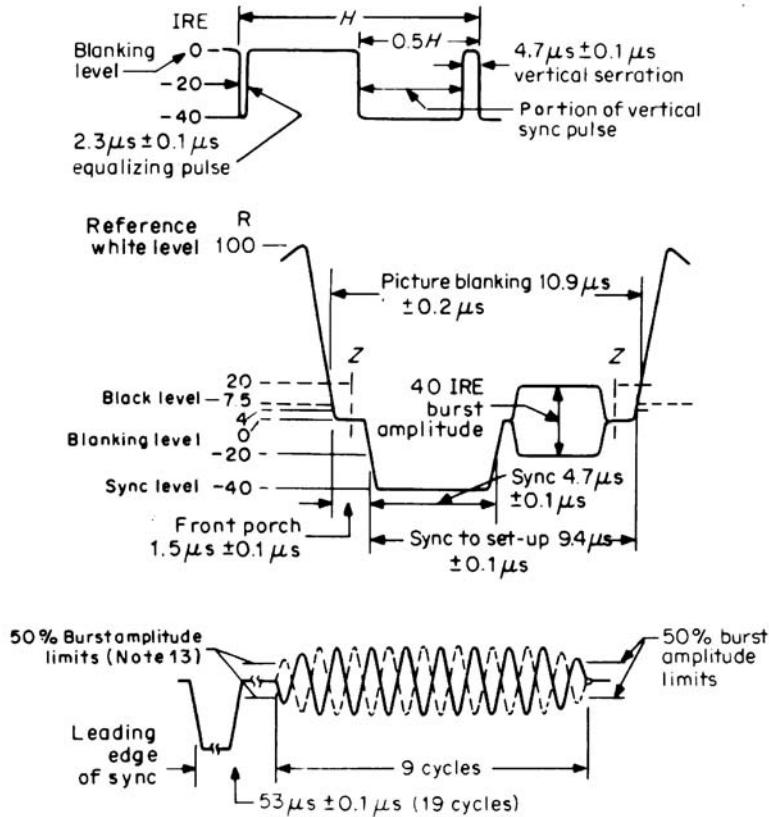 IRE
H
Blanking level
0
0.5H
4.7μs ±0.1μs
vertical serration
-20
-40
Portion of vertical
sync pulse
2.3μs ±0.1μs
equalizing pulse
Reference
white level
R
100
Picture blanking 10.9μs
±0.2μs
Z
Z
20
Black level -7.5
4
Blanking level 0
-20
Sync level -40
40 IRE
burst
amplitude
Sync 4.7μs
±0.1μs
Front porch
1.5μs ±0.1μs
Sync to set-up 9.4μs
±0.1μs
50% Burst amplitude
limits (Note 13)
50% burst
amplitude
limits
Leading
edge
of sync
9 cycles
53μs ±0.1μs (19 cycles)